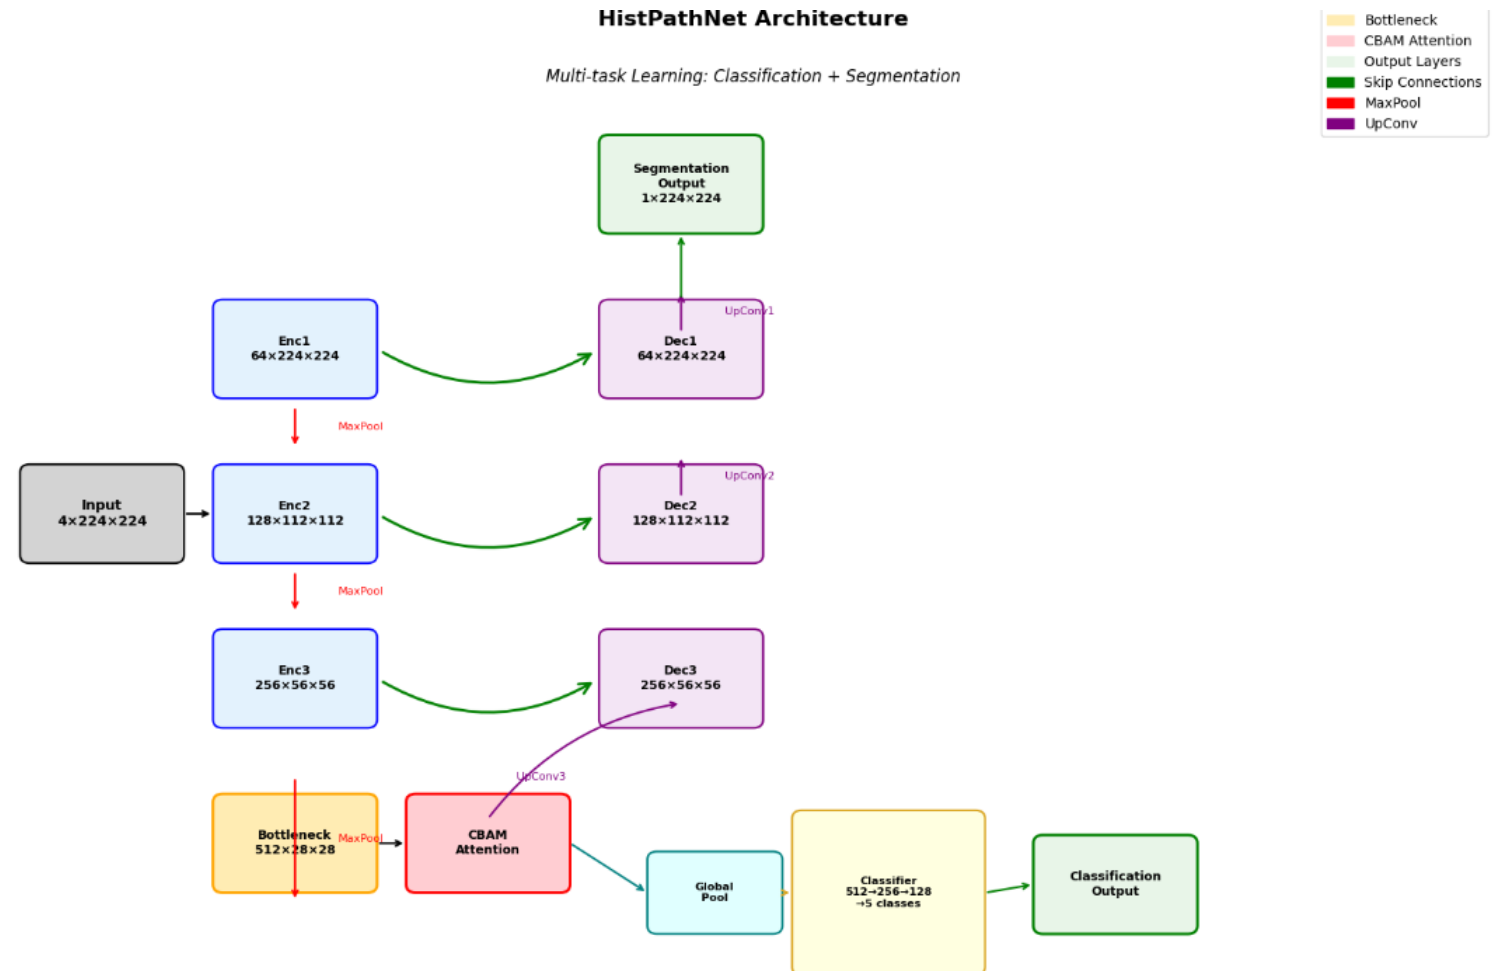 HistPathNet Architecture
Multi-task Learning: Classification + Segmentation
Bottleneck
CBAM Attention
Output Layers
Skip Connections
MaxPool
UpConv
Segmentation
Output
1×224×224
Enc1
64×224×224
UpConv1
Dec1
64×224×224
MaxPool
Input
4×224×224
Enc2
128×112×112
UpConv2
Dec2
128×112×112
MaxPool
Enc3
256×56×56
Dec3
256×56×56
UpConv3
Bottleneck
512×28×28
MaxPool
CBAM
Attention
Global
Pool
Classifier
512→256→128
→5 classes
Classification
Output